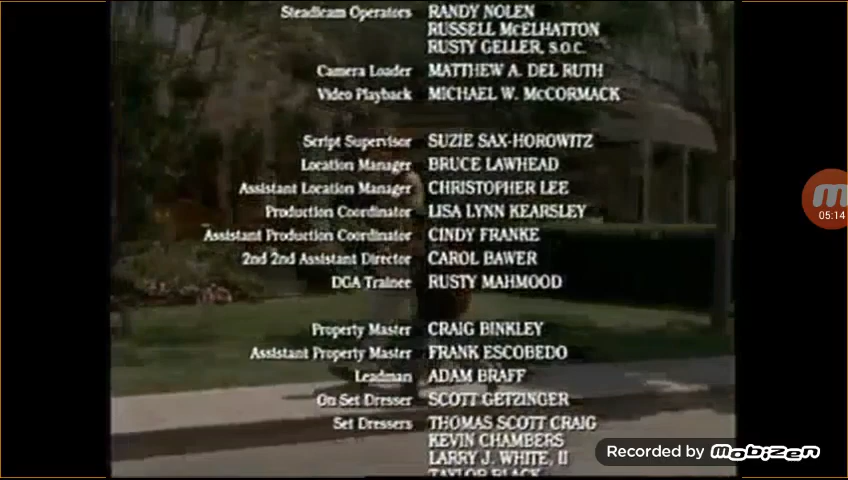 Steadicam Operators RANDY NOLEN
RUSSELL McELHATTON
RUSTY GELLER, S.O.C.
Camera Loader MATTHEW A. DEL RUTH
Video Playback MICHAEL W. McCORMACK
Script Supervisor SUZIE SAX-HOROWITZ
Location Manager BRUCE LAWHEAD
Assistant Location Manager CHRISTOPHER LEE
Production Coordinator LISA LYNN KEARSLEY
Assistant Production Coordinator CINDY FRANKE
2nd 2nd Assistant Director CAROL BAWER
DGA Trainee RUSTY MAHMOOD
Property Master CRAIG BINKLEY
Assistant Property Master FRANK ESCOBEDO
Leadman ADAM BRAFF
On Set Dresser SCOTT GETZINGER
Set Dressers THOMAS SCOTT CRAIG
KEVIN CHAMBERS
LARRY J. WHITE, II
TAYLOR BLACK
05:14
Recorded by Mobizen